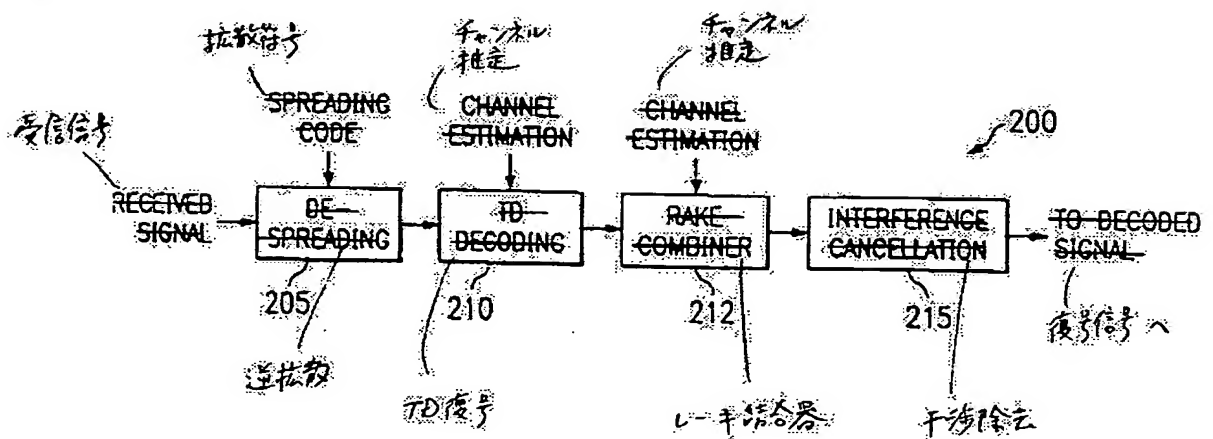 拡散符号
チャンネル
推定
チャンネル
推定
受信信号
SPREADING
CODE
CHANNEL
ESTIMATION
CHANNEL
ESTIMATION
200
RECEIVED
SIGNAL
DE-
SPREADING
TD
DECODING
RAKE
COMBINER
INTERFERENCE
CANCELLATION
TO DECODED
SIGNAL
205
210
212
215
逆拡散
TD復号
レーキ結合器
干渉除去
復号信号へ